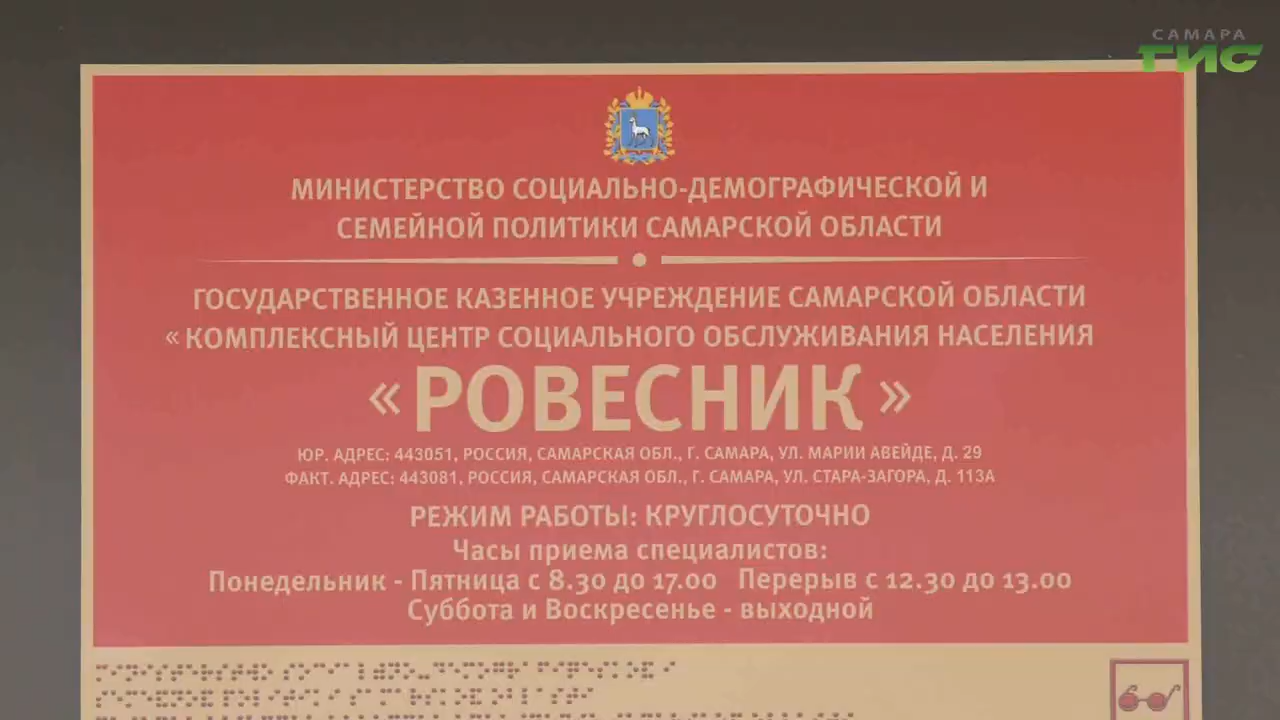 САМАРА
ГИС
МИНИСТЕРСТВО СОЦИАЛЬНО-ДЕМОГРАФИЧЕСКОЙ И
СЕМЕЙНОЙ ПОЛИТИКИ САМАРСКОЙ ОБЛАСТИ
ГОСУДАРСТВЕННОЕ КАЗЕННОЕ УЧРЕЖДЕНИЕ САМАРСКОЙ ОБЛАСТИ
«КОМПЛЕКСНЫЙ ЦЕНТР СОЦИАЛЬНОГО ОБСЛУЖИВАНИЯ НАСЕЛЕНИЯ
«РОВЕСНИК»
ЮР. АДРЕС: 443051, РОССИЯ, САМАРСКАЯ ОБЛ., Г. САМАРА, УЛ. МАРИИ АВЕЙДЕ, Д. 29
ФАКТ. АДРЕС: 443081, РОССИЯ, САМАРСКАЯ ОБЛ., Г. САМАРА, УЛ. СТАРА-ЗАГОРА, Д. 113А
РЕЖИМ РАБОТЫ: КРУГЛОСУТОЧНО
Часы приема специалистов:
Понедельник - Пятница с 8.30 до 17.00 Перерыв с 12.30 до 13.00
Суббота и Воскресенье - выходной